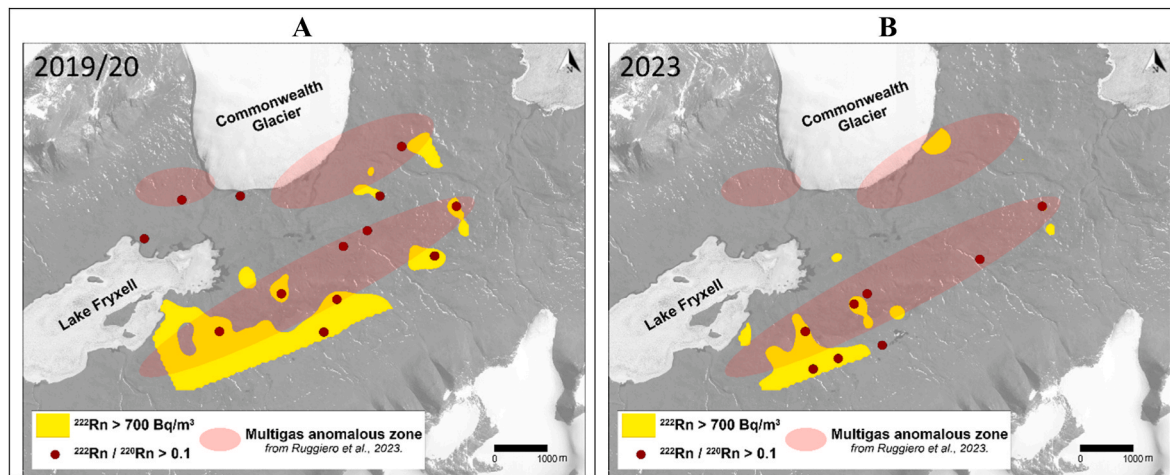 A
2019/20
Commonwealth
Glacier
Lake Fryxell
²²²Rn > 700 Bq/m³
²²²Rn / ²²⁰Rn > 0.1
Multigas anomalous zone
from Ruggiero et al., 2023.
1000 m
B
2023
Commonwealth
Glacier
Lake Fryxell
²²²Rn > 700 Bq/m³
²²²Rn / ²²⁰Rn > 0.1
Multigas anomalous zone
from Ruggiero et al., 2023.
1000 m